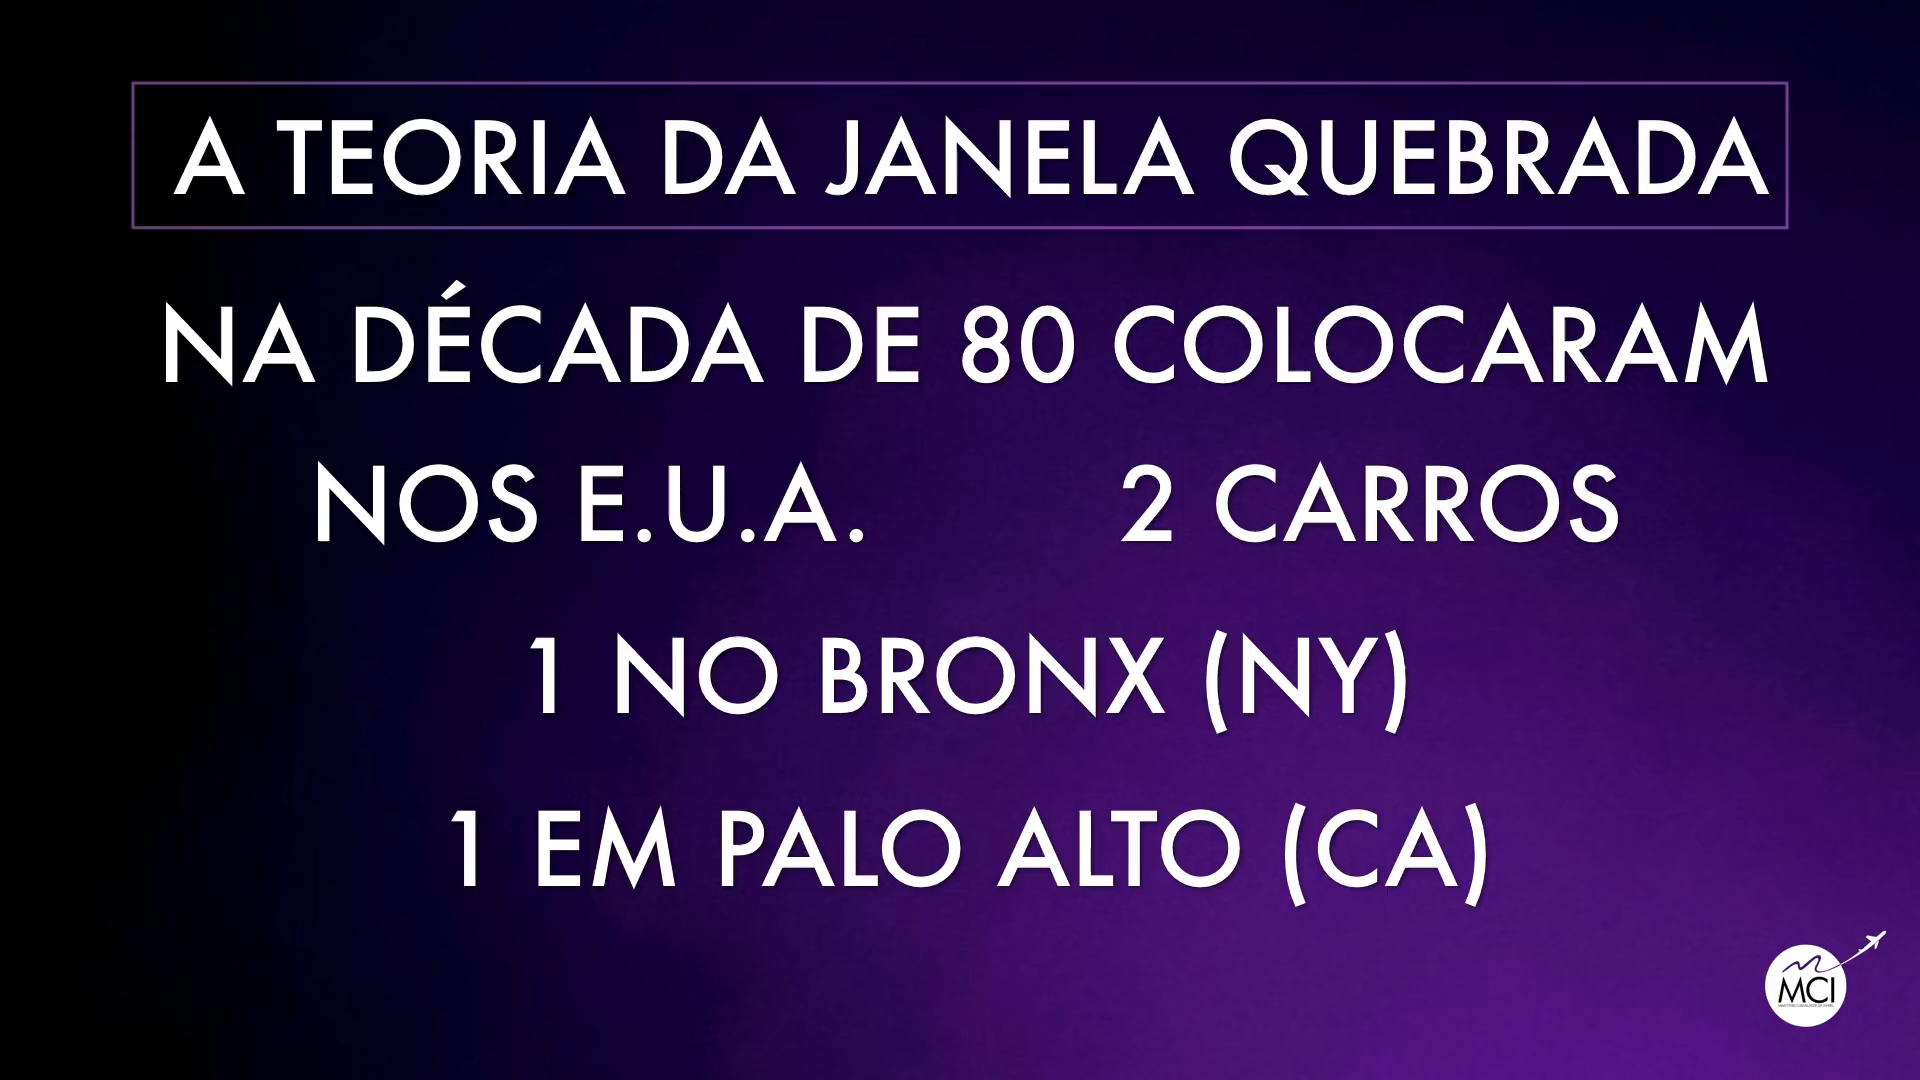 A TEORIA DA JANELA QUEBRADA
NA DÉCADA DE 80 COLOCARAM
NOS E.U.A. 2 CARROS
1 NO BRONX (NY)
1 EM PALO ALTO (CA)
MCI